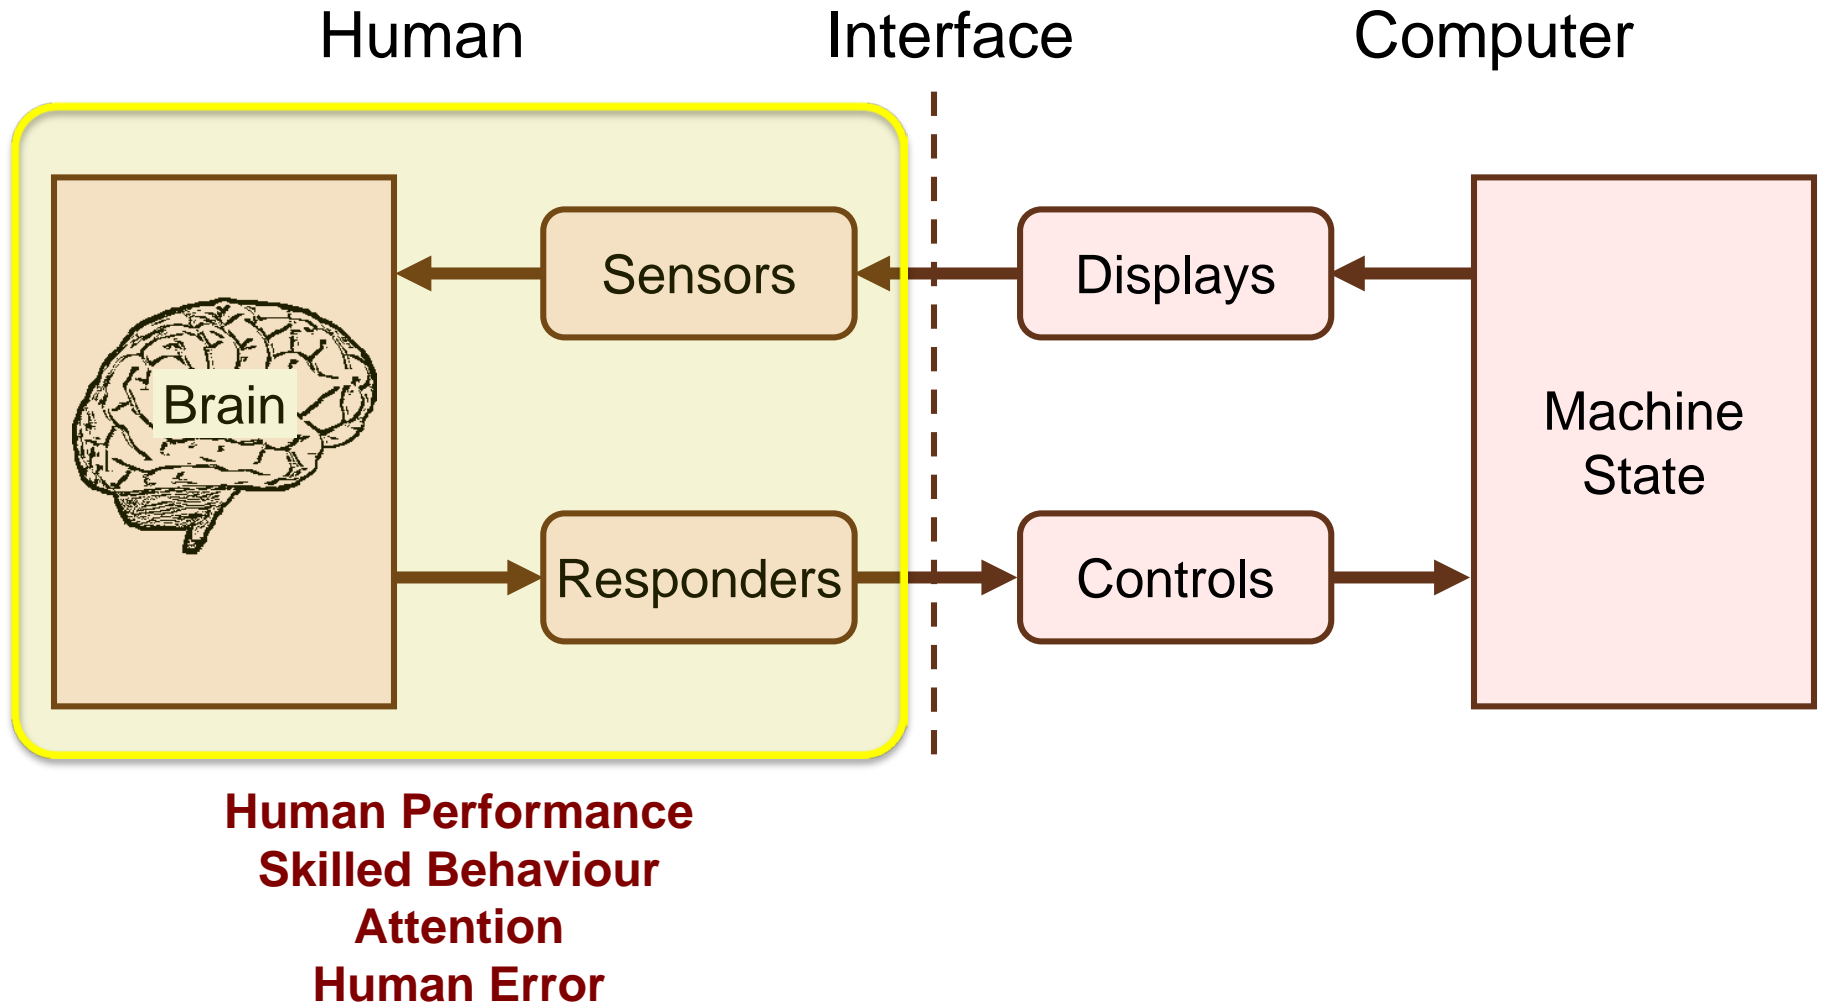 Human
Interface
Computer
Sensors
Displays
Brain
Machine
State
Responders
Controls
Human Performance
Skilled Behaviour
Attention
Human Error